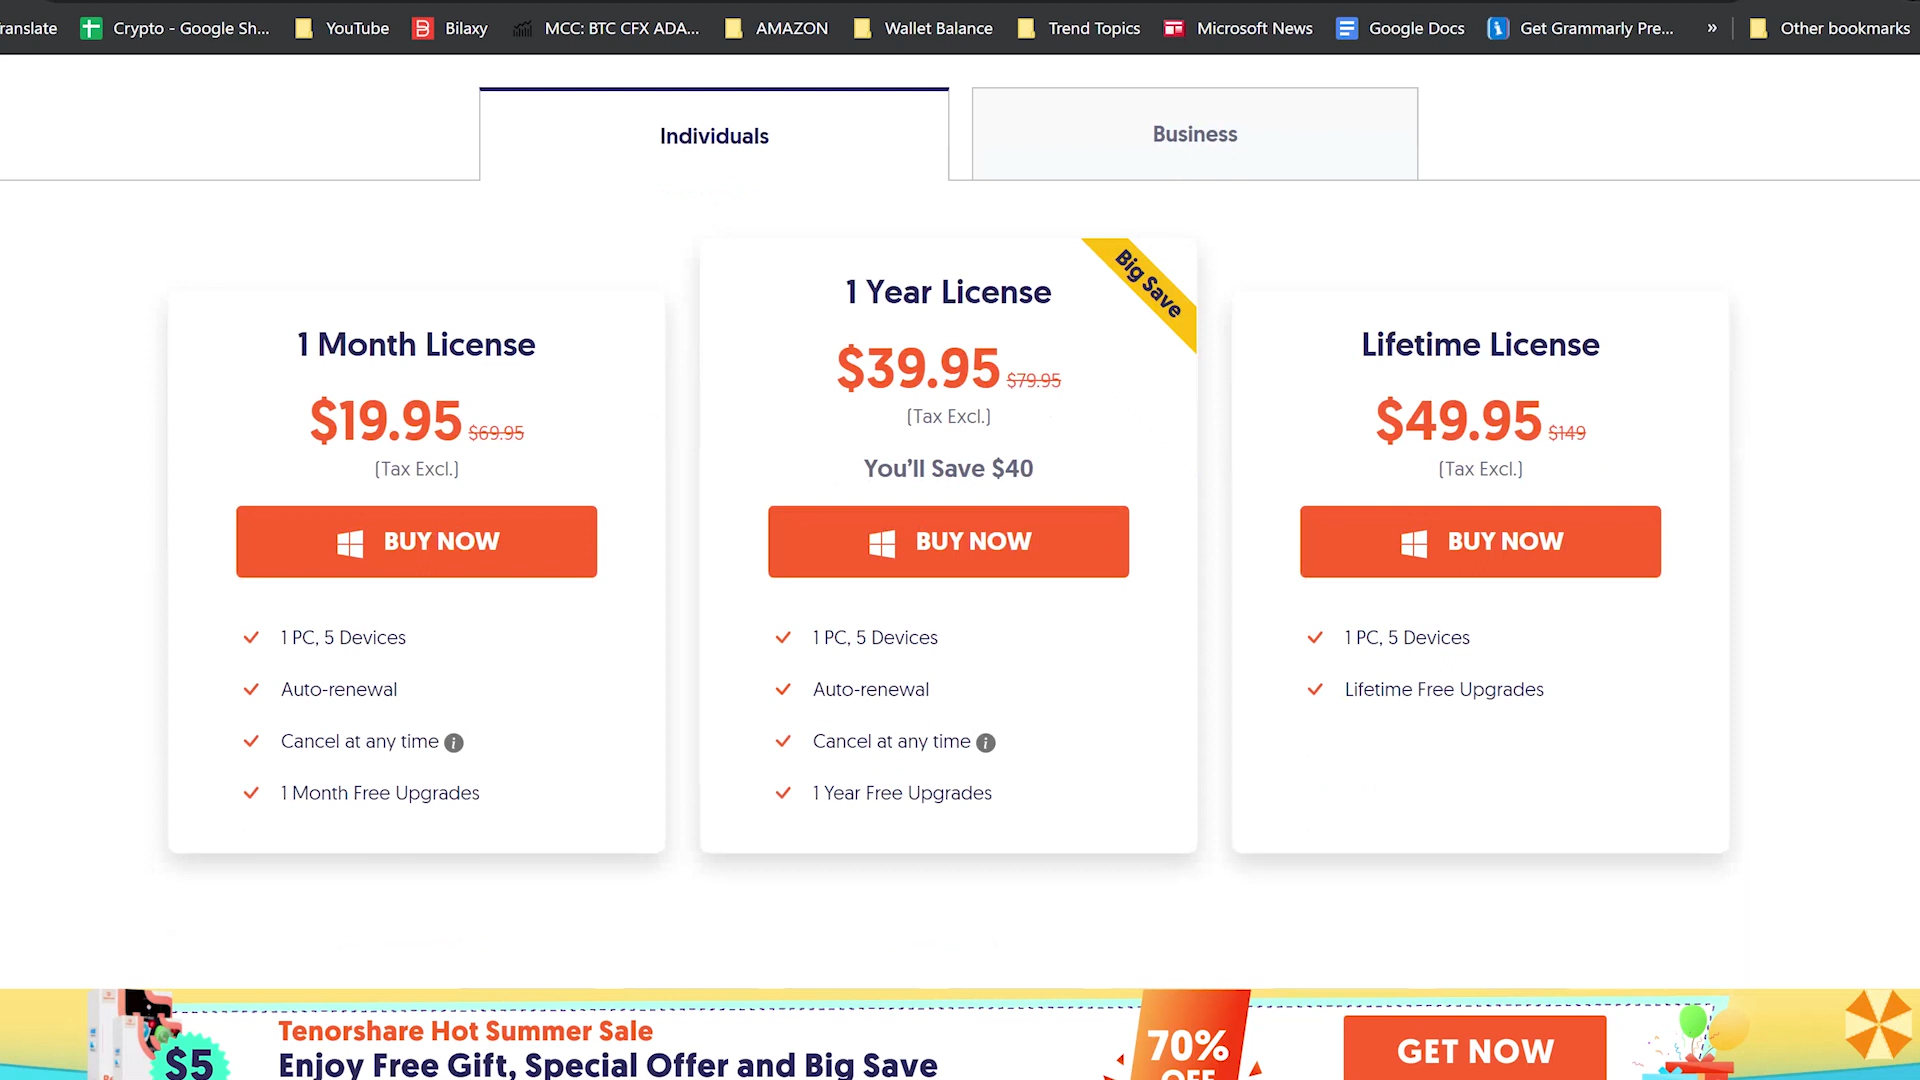 ranslate Crypto - Google Sh... YouTube Bilaxy MCC: BTC CFX ADA... AMAZON Wallet Balance Trend Topics Microsoft News Google Docs Get Grammarly Pre... » Other bookmarks
Individuals
Business
1 Month License
$19.95 $69.95
(Tax Excl.)
BUY NOW
1 PC, 5 Devices
Auto-renewal
Cancel at any time
1 Month Free Upgrades
Big Save
1 Year License
$39.95 $79.95
(Tax Excl.)
You’ll Save $40
BUY NOW
1 PC, 5 Devices
Auto-renewal
Cancel at any time
1 Year Free Upgrades
Lifetime License
$49.95 $149
(Tax Excl.)
BUY NOW
1 PC, 5 Devices
Lifetime Free Upgrades
$5
Tenorshare Hot Summer Sale
Enjoy Free Gift, Special Offer and Big Save
70%
OFF
GET NOW